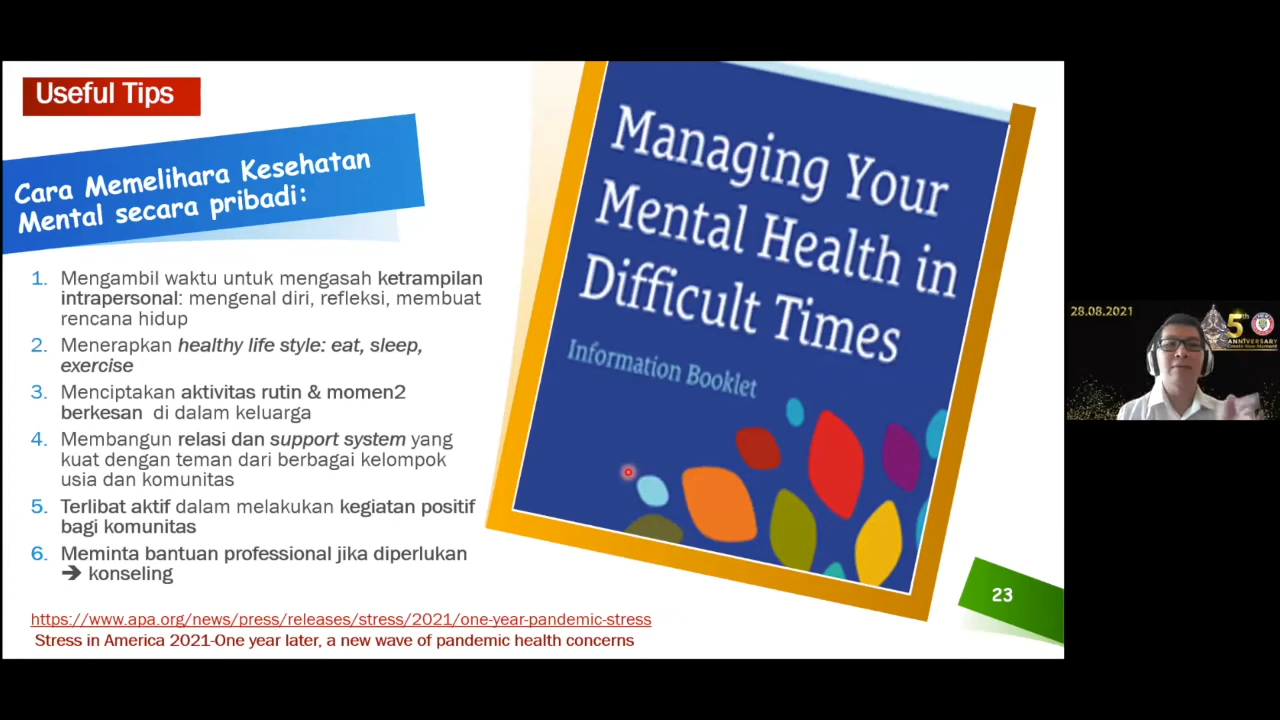 Useful Tips
Cara Memelihara Kesehatan
Mental secara pribadi:
1. Mengambil waktu untuk mengasah ketrampilan
intrapersonal: mengenal diri, refleksi, membuat
rencana hidup
2. Menerapkan healthy life style: eat, sleep,
exercise
3. Menciptakan aktivitas rutin & momen2
berkesan di dalam keluarga
4. Membangun relasi dan support system yang
kuat dengan teman dari berbagai kelompok
usia dan komunitas
5. Terlibat aktif dalam melakukan kegiatan positif
bagi komunitas
6. Meminta bantuan professional jika diperlukan
➔ konseling
https://www.apa.org/news/press/releases/stress/2021/one-year-pandemic-stress
Stress in America 2021-One year later, a new wave of pandemic health concerns
Managing Your
Mental Health in
Difficult Times
Information Booklet
23
28.08.2021
5th
ANNIVERSARY